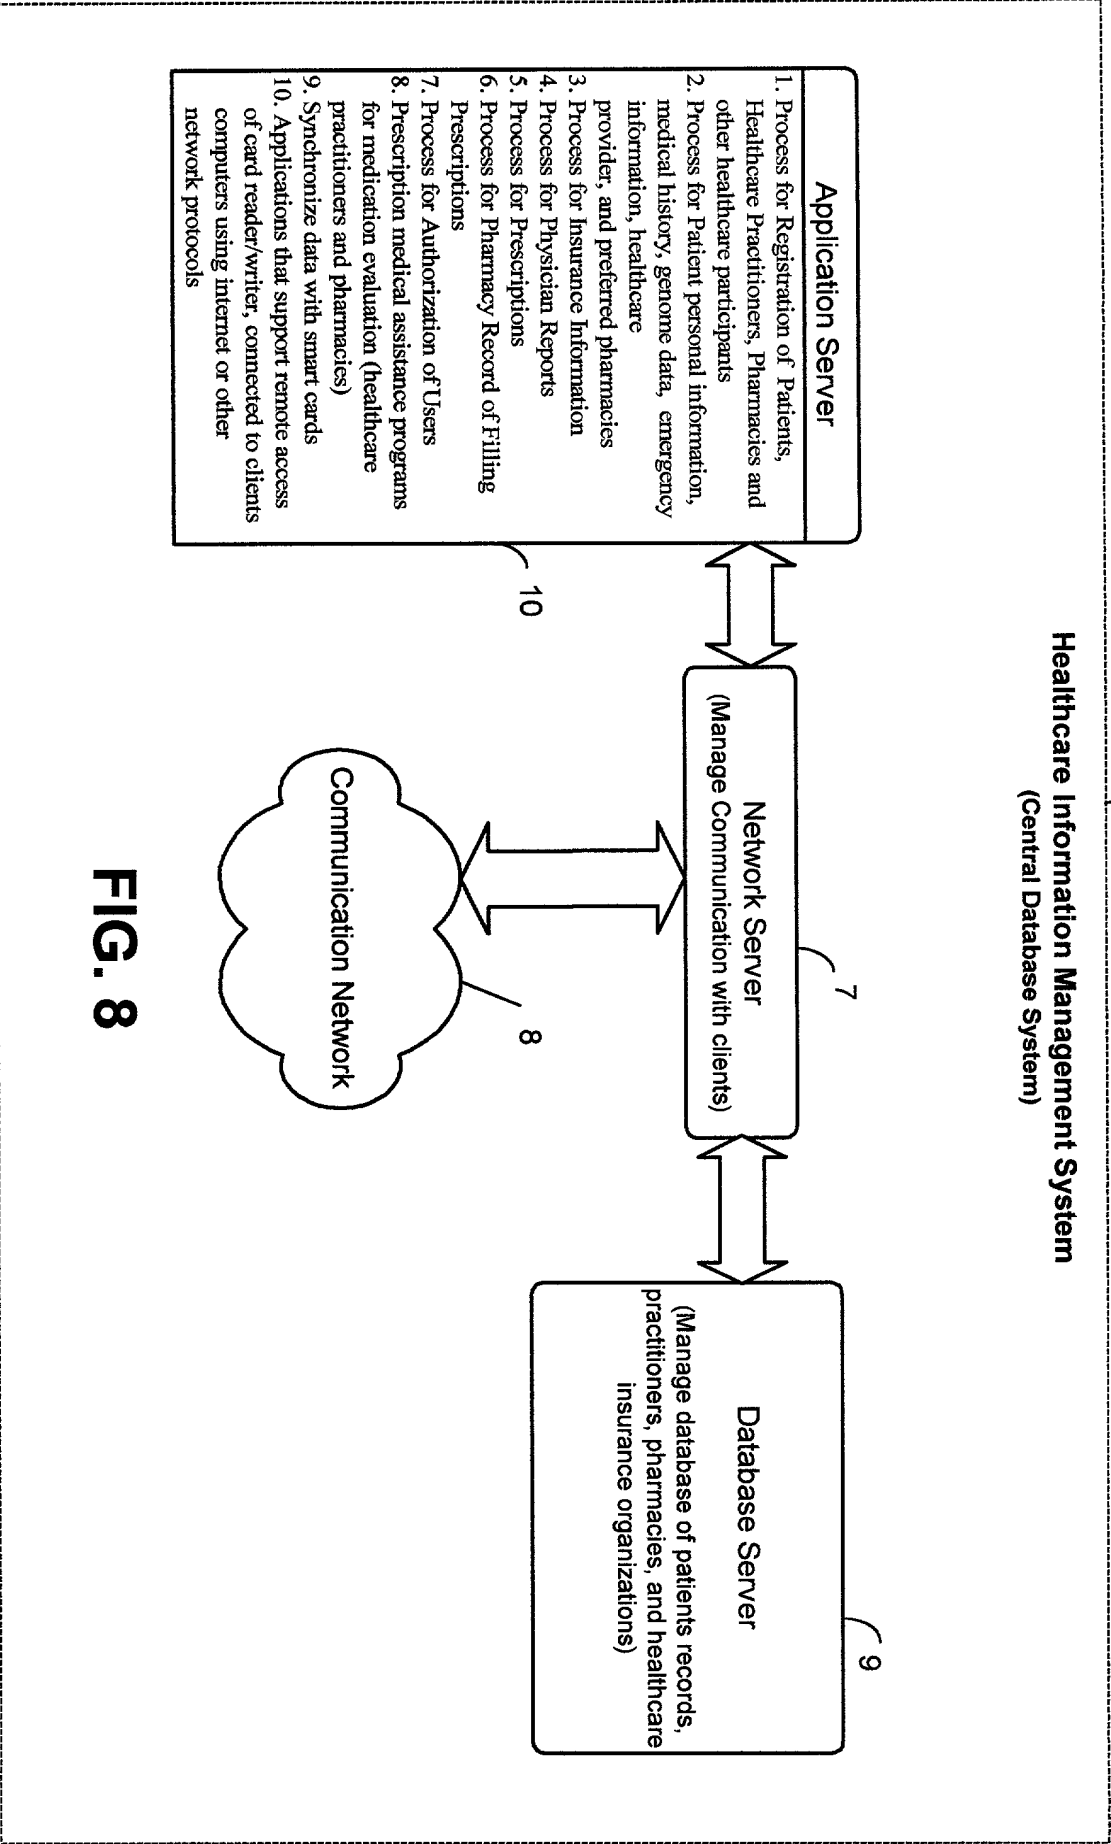 Healthcare Information Management System
(Central Database System)
Application Server
1. Process for Registration of Patients,
Healthcare Practitioners, Pharmacies and
other healthcare participants
2. Process for Patient personal information,
medical history, genome data, emergency
information, healthcare
provider, and preferred pharmacies
3. Process for Insurance Information
4. Process for Physician Reports
5. Process for Prescriptions
6. Process for Pharmacy Record of Filling
Prescriptions
7. Process for Authorization of Users
8. Prescription medical assistance programs
for medication evaluation (healthcare
practitioners and pharmacies)
9. Synchronize data with smart cards
10. Applications that support remote access
of card reader/writer, connected to clients
computers using internet or other
network protocols
10
Network Server
(Manage Communication with clients)
7
Communication Network
8
Database Server
(Manage database of patients records,
practitioners, pharmacies, and healthcare
insurance organizations)
9
FIG. 8